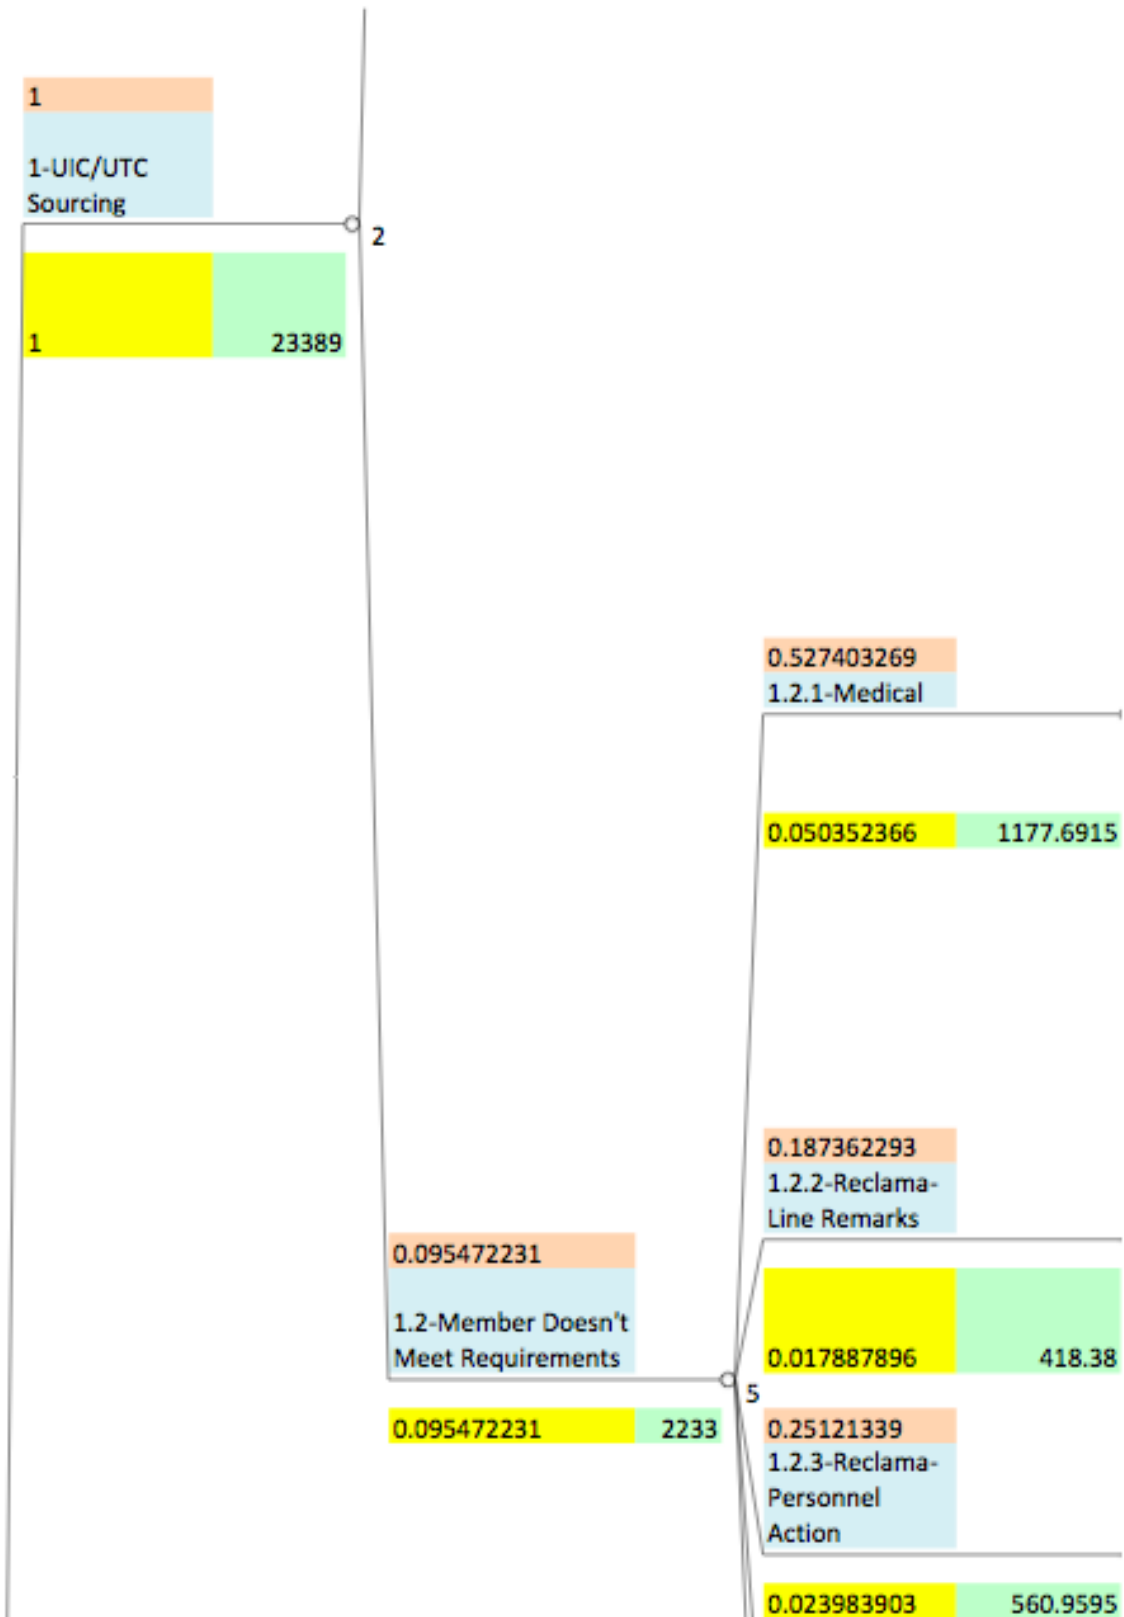 1
1-UIC/UTC
Sourcing
2
1 23389
0.527403269
1.2.1-Medical
0.050352366 1177.6915
0.187362293
1.2.2-Reclama-
Line Remarks
0.017887896 418.38
0.095472231
1.2-Member Doesn't
Meet Requirements
5
0.095472231 2233
0.25121339
1.2.3-Reclama-
Personnel
Action
0.023983903 560.9595